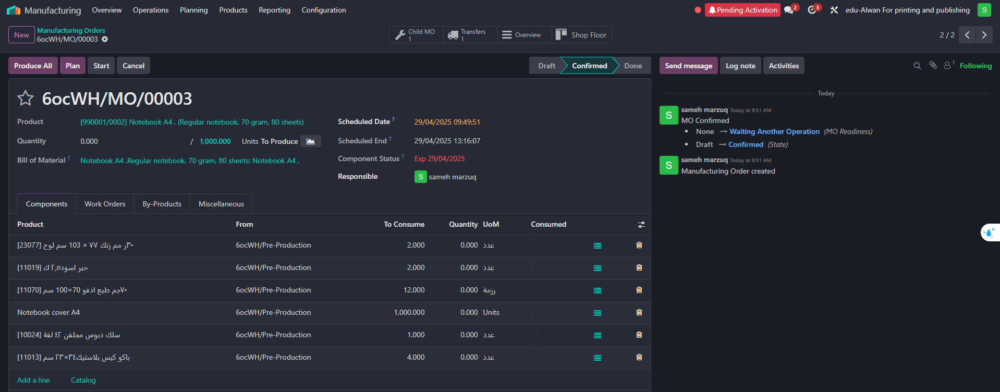 Manufacturing Overview Operations Planning Products Reporting Configuration
Pending Activation 2 3 edu-Alwan For printing and publishing S
New Manufacturing Orders
6ocWH/MO/00003
Child MO 1
Transfers 1
Overview
Shop Floor
2 / 2
Produce All Plan Start Cancel
Draft Confirmed Done
6ocWH/MO/00003
Product [990001/0002] Notebook A4 . (Regular notebook, 70 gram, 80 sheets)
Quantity 0.000 / 1,000.000 Units To Produce
Bill of Material ? Notebook A4 .Regular notebook, 70 gram, 80 sheets: Notebook A4 .
Scheduled Date ? 29/04/2025 09:49:51
Scheduled End ? 29/04/2025 13:16:07
Component Status ? Exp 29/04/2025
Responsible S sameh marzuq
Components Work Orders By-Products Miscellaneous
Product From To Consume Quantity UoM Consumed
[23077] ٣٠ر مم زنك ٧٧ × 103 سم لوح 6ocWH/Pre-Production 2.000 0.000 عدد
[11019] حبر اسود٢٫٥ ك 6ocWH/Pre-Production 2.000 0.000 عدد
[11070] ٧٠جم طبع ادفو 70×100 سم 6ocWH/Pre-Production 12.000 0.000 رزمة
Notebook cover A4 6ocWH/Pre-Production 1,000.000 0.000 Units
[10024] سلك دبوس مجلفن ٤٢ لفة 6ocWH/Pre-Production 1.000 0.000 عدد
[11013] باكو كيس بلاستيك٣٤×٢٣ سم 6ocWH/Pre-Production 4.000 0.000 عدد
Add a line Catalog
Send message Log note Activities 1 Following
Today
S sameh marzuq Today at 9:51 AM
MO Confirmed
• None → Waiting Another Operation (MO Readiness)
• Draft → Confirmed (State)
S sameh marzuq Today at 9:51 AM
Manufacturing Order created